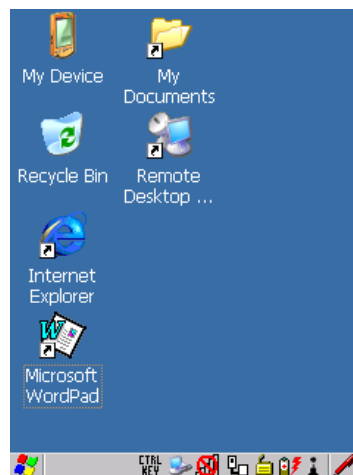 My Device
My
Documents
Recycle Bin
Remote
Desktop ...
Internet
Explorer
Microsoft
WordPad
CTRL
KEY